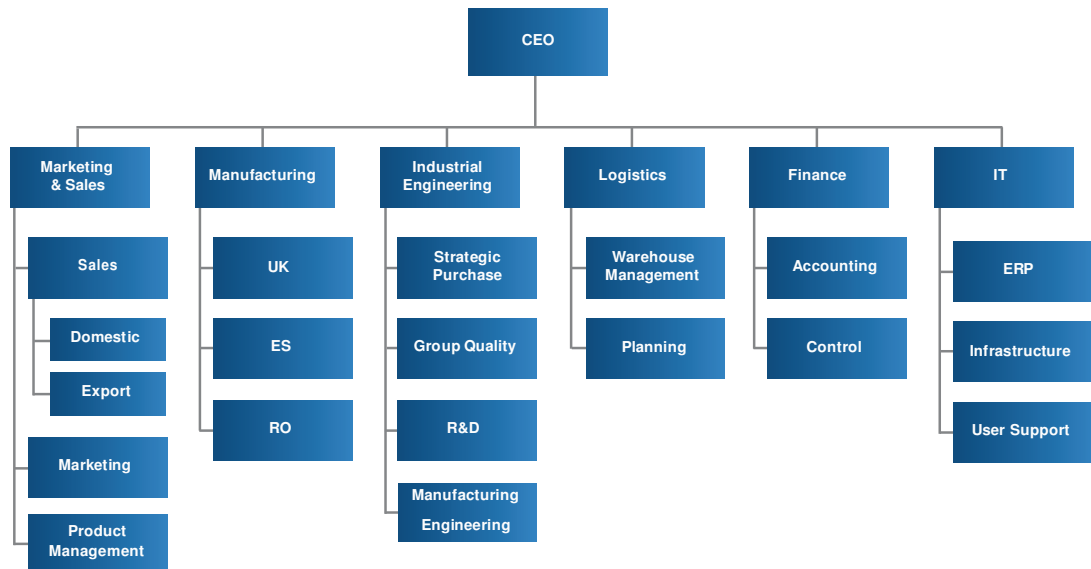 CEO
Marketing
& Sales
Manufacturing
Industrial
Engineering
Logistics
Finance
IT
Sales
Domestic
Export
Marketing
Product
Management
UK
ES
RO
Strategic
Purchase
Group Quality
R&D
Manufacturing
Engineering
Warehouse
Management
Planning
Accounting
Control
ERP
Infrastructure
User Support